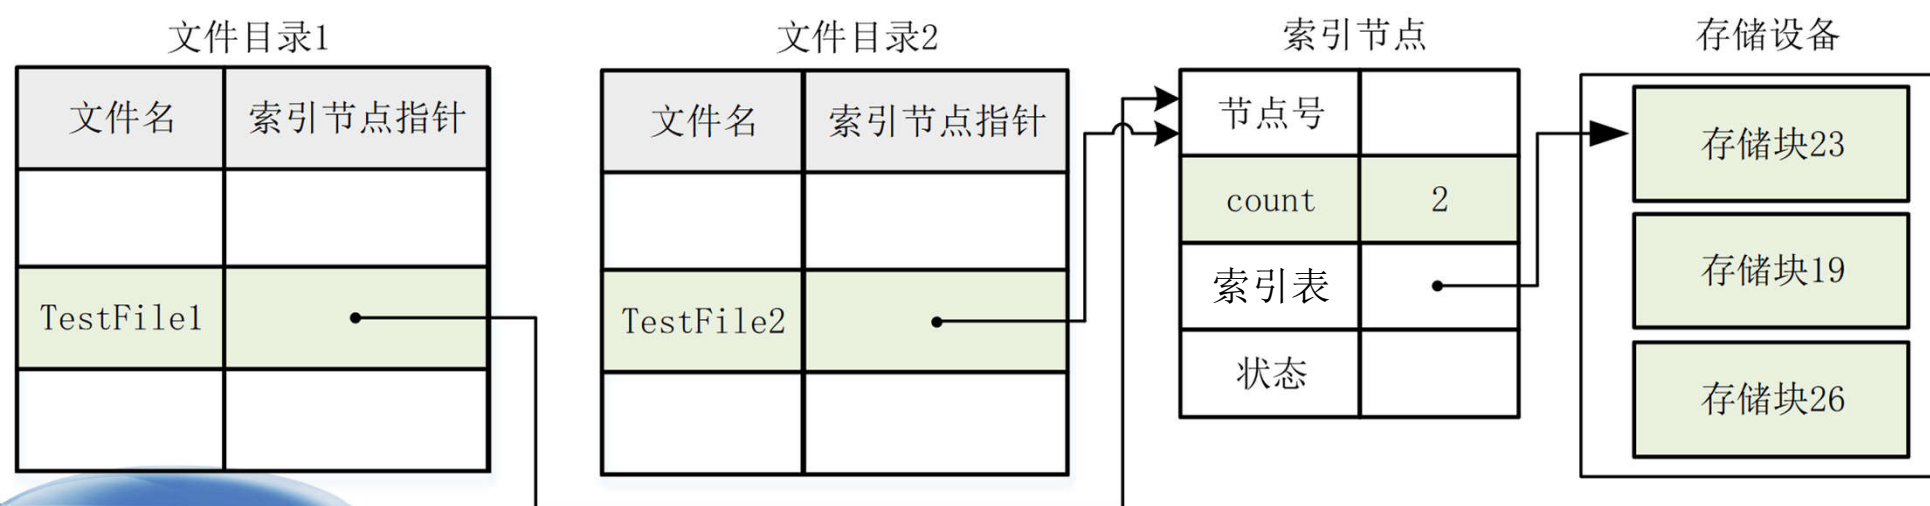 文件目录1
文件名 索引节点指针
TestFile1
文件目录2
文件名 索引节点指针
TestFile2
索引节点
节点号
count 2
索引表
状态
存储设备
存储块23
存储块19
存储块26